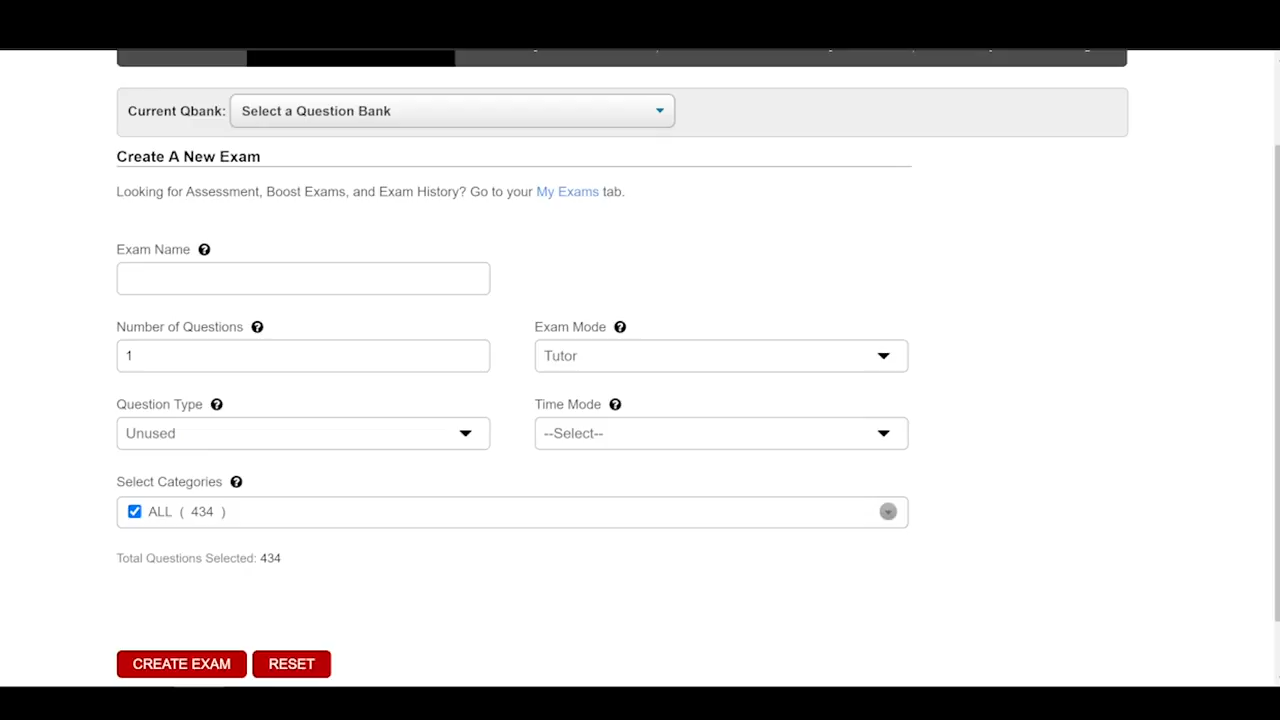 Current Qbank: Select a Question Bank
Create A New Exam
Looking for Assessment, Boost Exams, and Exam History? Go to your My Exams tab.
Exam Name ?
Number of Questions ? Exam Mode ?
1 Tutor
Question Type ? Time Mode ?
Unused --Select--
Select Categories ?
ALL ( 434 )
Total Questions Selected: 434
CREATE EXAM RESET